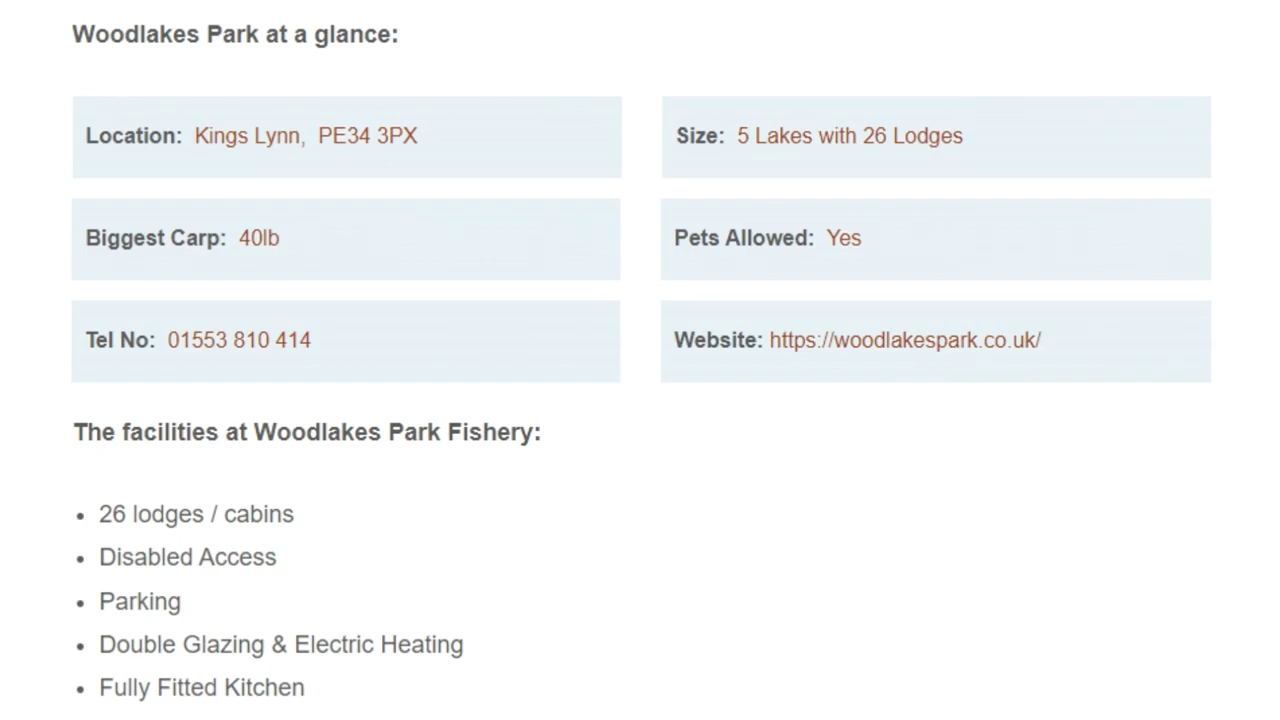 Woodlakes Park at a glance:
Location: Kings Lynn, PE34 3PX
Size: 5 Lakes with 26 Lodges
Biggest Carp: 40lb
Pets Allowed: Yes
Tel No: 01553 810 414
Website: https://woodlakespark.co.uk/
The facilities at Woodlakes Park Fishery:
• 26 lodges / cabins
• Disabled Access
• Parking
• Double Glazing & Electric Heating
• Fully Fitted Kitchen